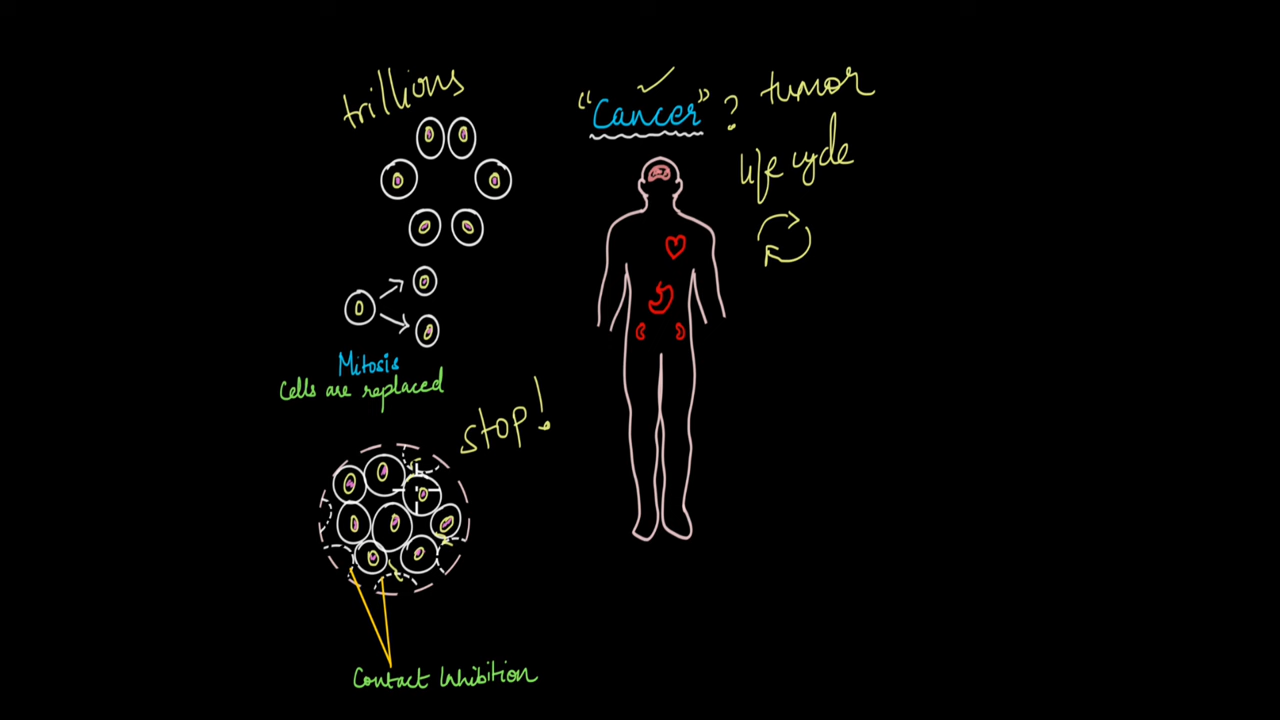 trillions
"Cancer" ? tumor
life cycle
Mitosis
Cells are replaced
stop!
Contact Inhibition